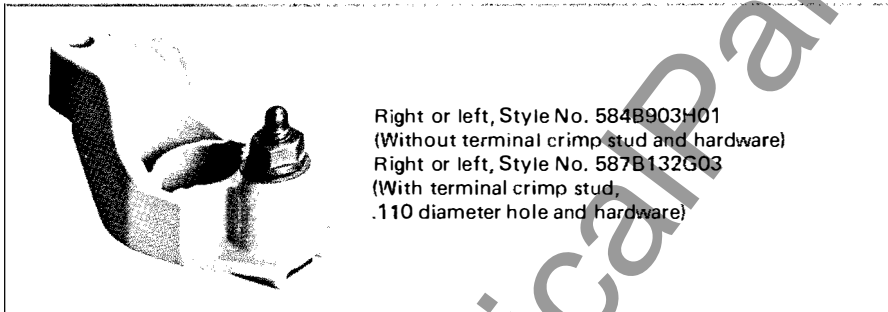 Right or left, Style No. 584B903H01
(Without terminal crimp stud and hardware)
Right or left, Style No. 587B132G03
(With terminal crimp stud,
.110 diameter hole and hardware)
icalPar